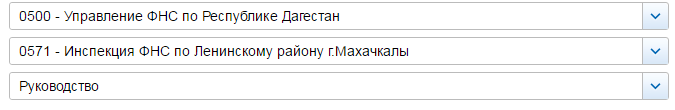 0500 - Управление ФНС по Республике Дагестан
0571 - Инспекция ФНС по Ленинскому району г.Махачкалы
Руководство